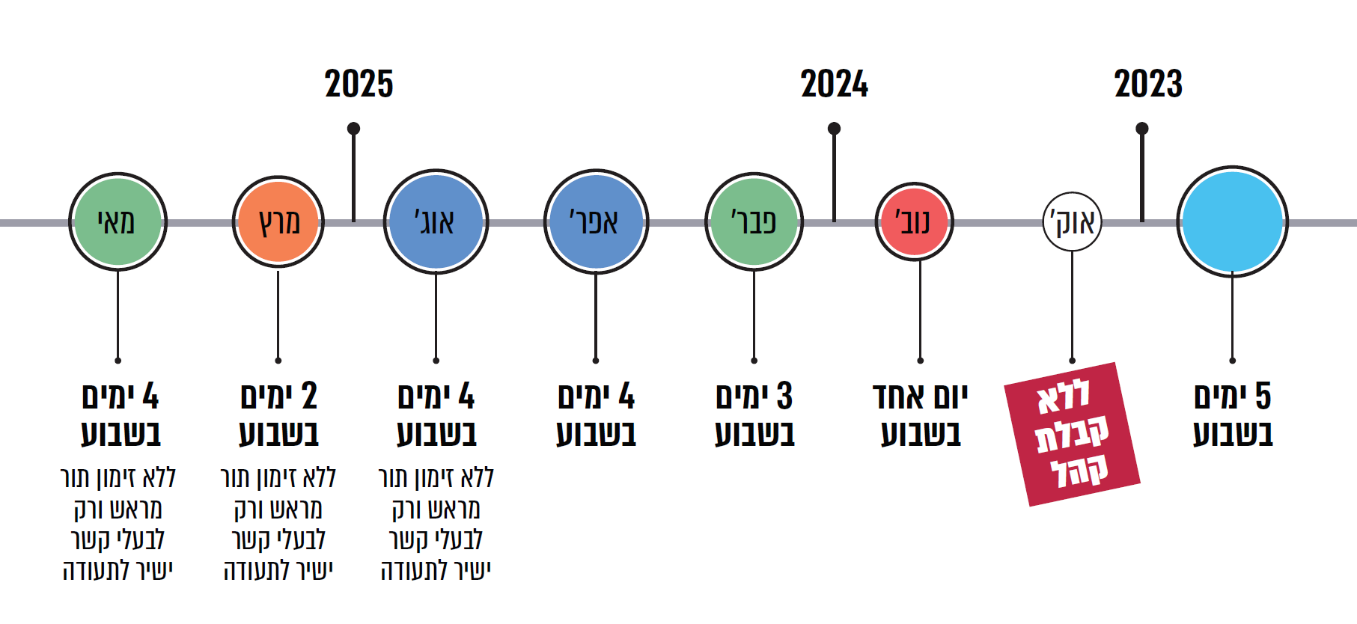 2023
2024
2025
אוק׳
נוב׳
פבר׳
אפר׳
אוג׳
מרץ
מאי
5 ימים
בשבוע
ללא
קבלת
קהל
יום אחד
בשבוע
3 ימים
בשבוע
4 ימים
בשבוע
4 ימים
בשבוע
ללא זימון תור
מראש ורק
לבעלי קשר
ישיר לתעודה
2 ימים
בשבוע
ללא זימון תור
מראש ורק
לבעלי קשר
ישיר לתעודה
4 ימים
בשבוע
ללא זימון תור
מראש ורק
לבעלי קשר
ישיר לתעודה